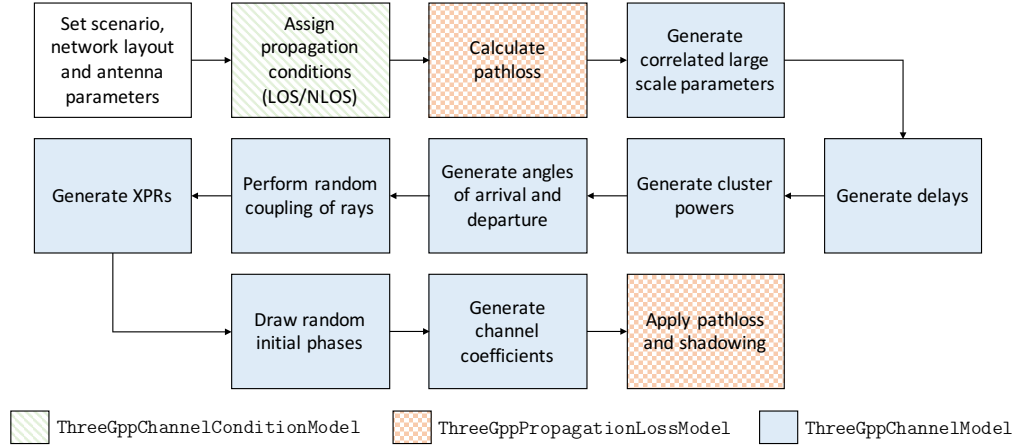 Set scenario,
network layout
and antenna
parameters
Assign
propagation
conditions
(LOS/NLOS)
Calculate
pathloss
Generate
correlated large
scale parameters
Generate delays
Generate cluster
powers
Generate angles
of arrival and
departure
Perform random
coupling of rays
Generate XPRs
Draw random
initial phases
Generate
channel
coefficients
Apply pathloss
and shadowing
ThreeGppChannelConditionModel
ThreeGppPropagationLossModel
ThreeGppChannelModel